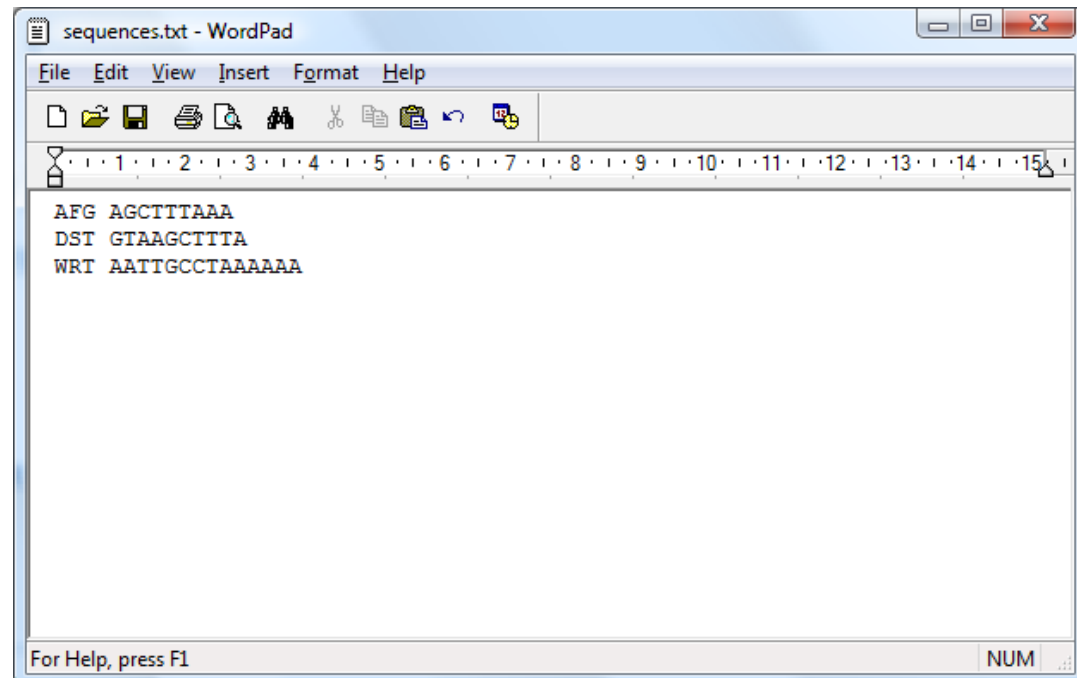 sequences.txt - WordPad
File Edit View Insert Format Help
1 2 3 4 5 6 7 8 9 10 11 12 13 14 15
AFG AGCTTTAAA
DST GTAAGCTTTA
WRT AATTGCCTAAAAAA
For Help, press F1 NUM